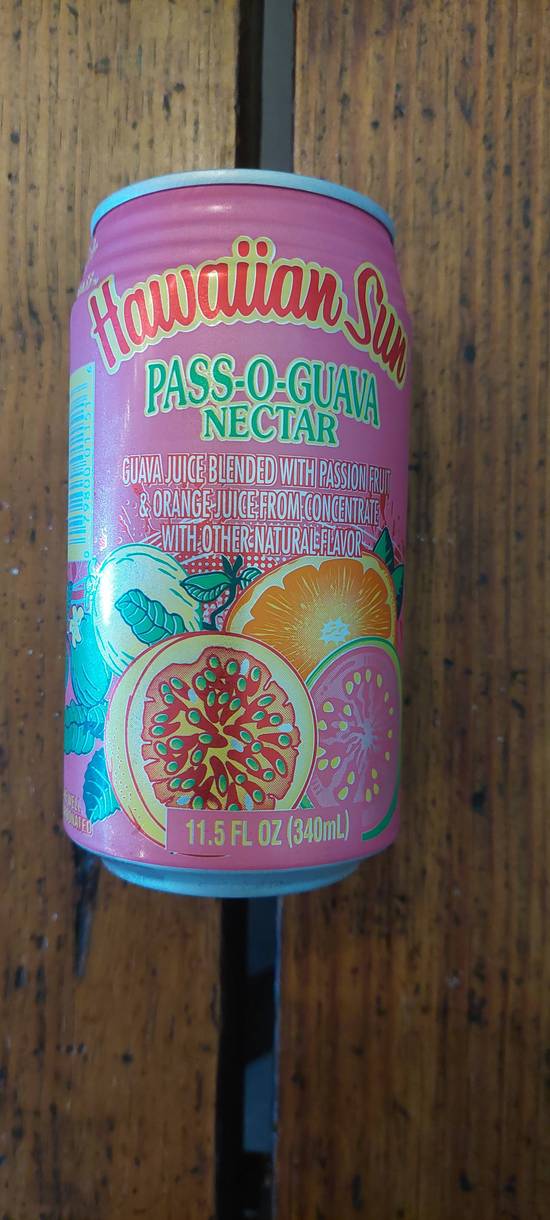 Hawaiian Sun
PASS-O-GUAVA
NECTAR
GUAVA JUICE BLENDED WITH PASSION FRUIT
& ORANGE JUICE FROM CONCENTRATE
WITH OTHER NATURAL FLAVOR
11.5 FL OZ (340mL)